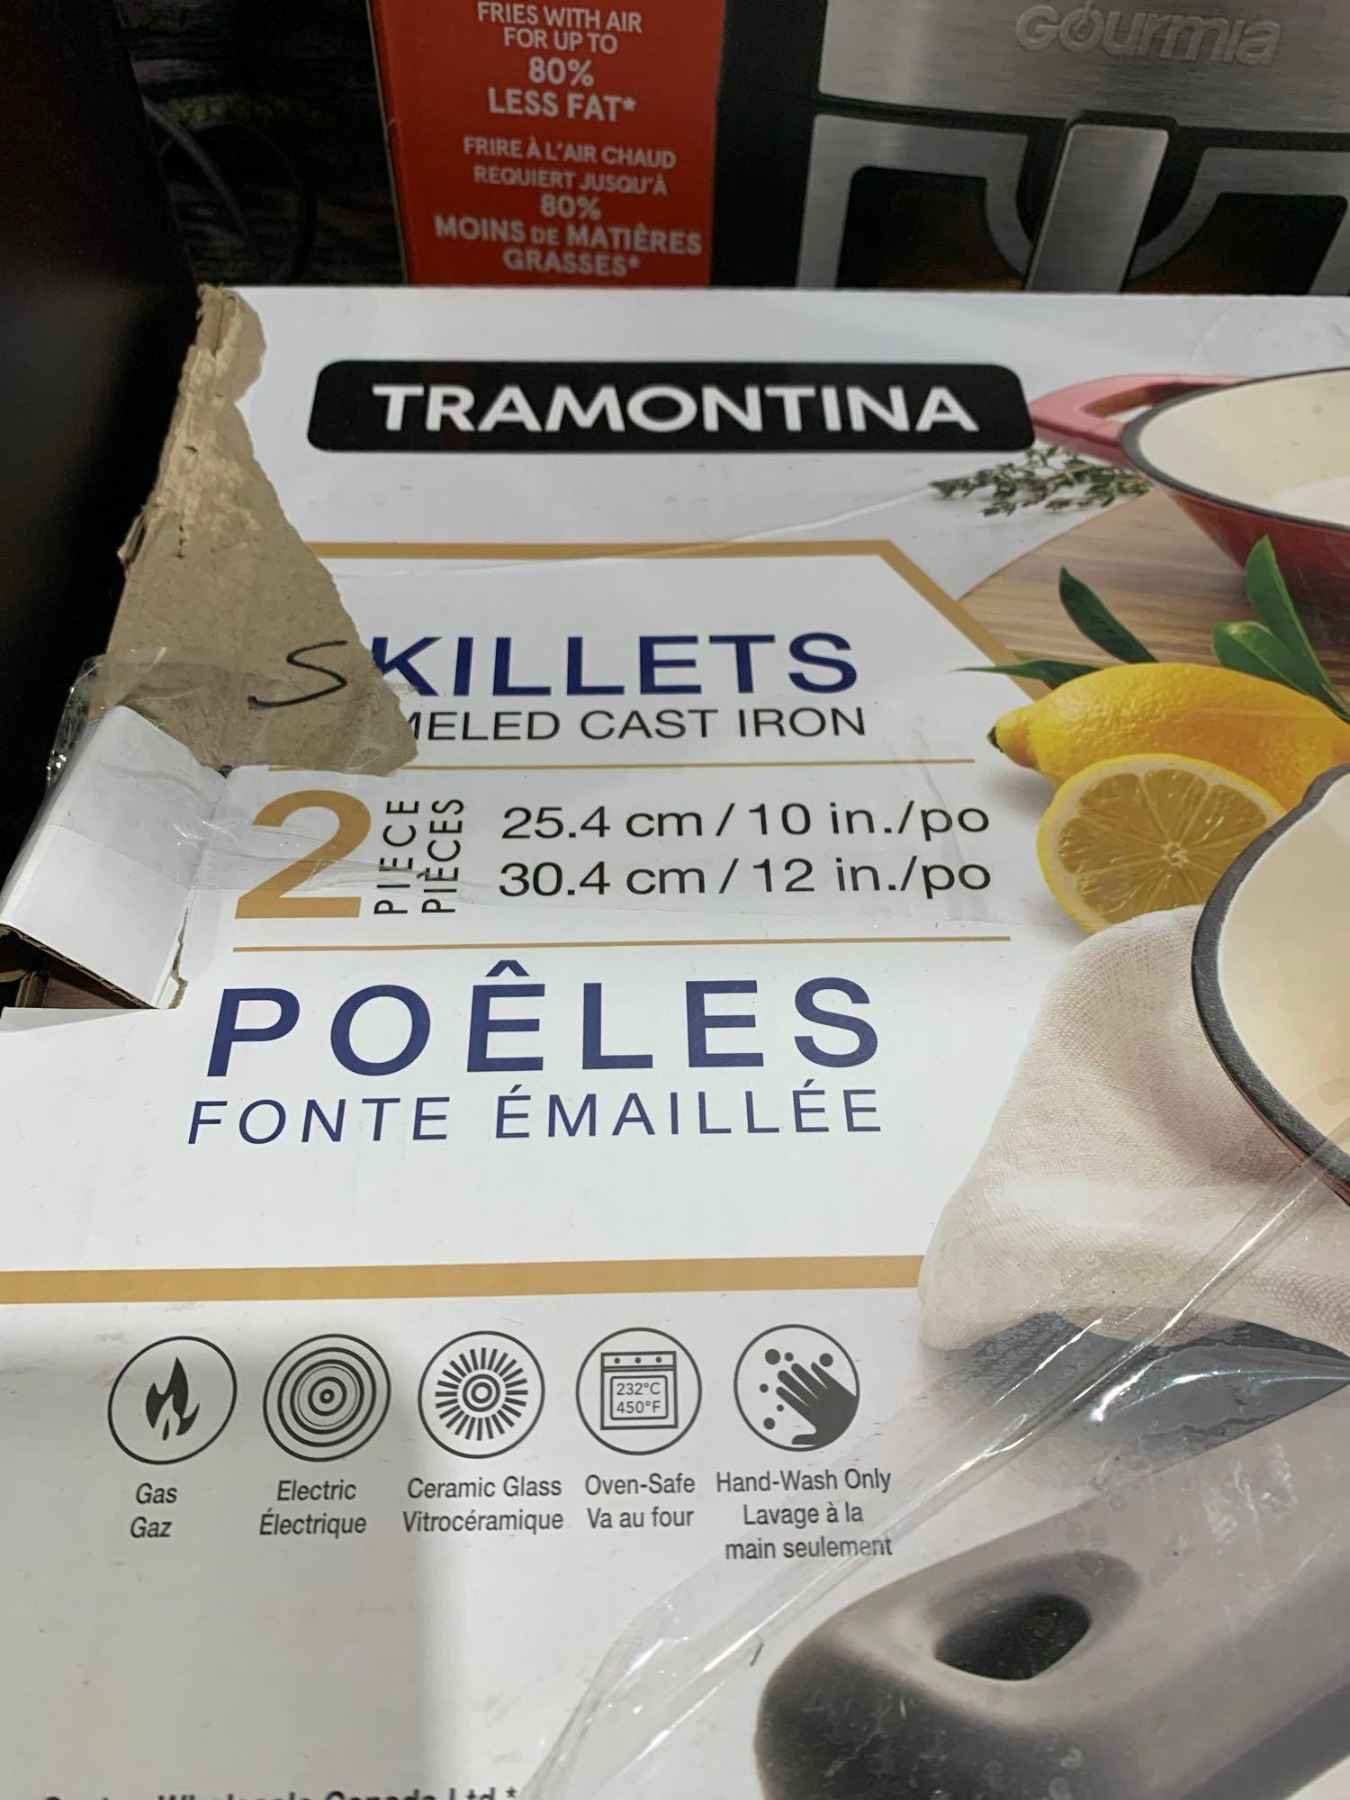 FRIES WITH AIR
FOR UP TO
80%
LESS FAT*
FRIRE À L'AIR CHAUD
REQUIERT JUSQU'À
80%
MOINS DE MATIÈRES
GRASSES*
Gourmia
TRAMONTINA
SKILLETS
MELED CAST IRON
2 PIECE PIÈCES
25.4 cm / 10 in./po
30.4 cm / 12 in./po
POÊLES
FONTE ÉMAILLÉE
232°C
450°F
Gas
Gaz
Electric
Électrique
Ceramic Glass
Vitrocéramique
Oven-Safe
Va au four
Hand-Wash Only
Lavage à la
main seulement
Wholesale Canada Ltd.*